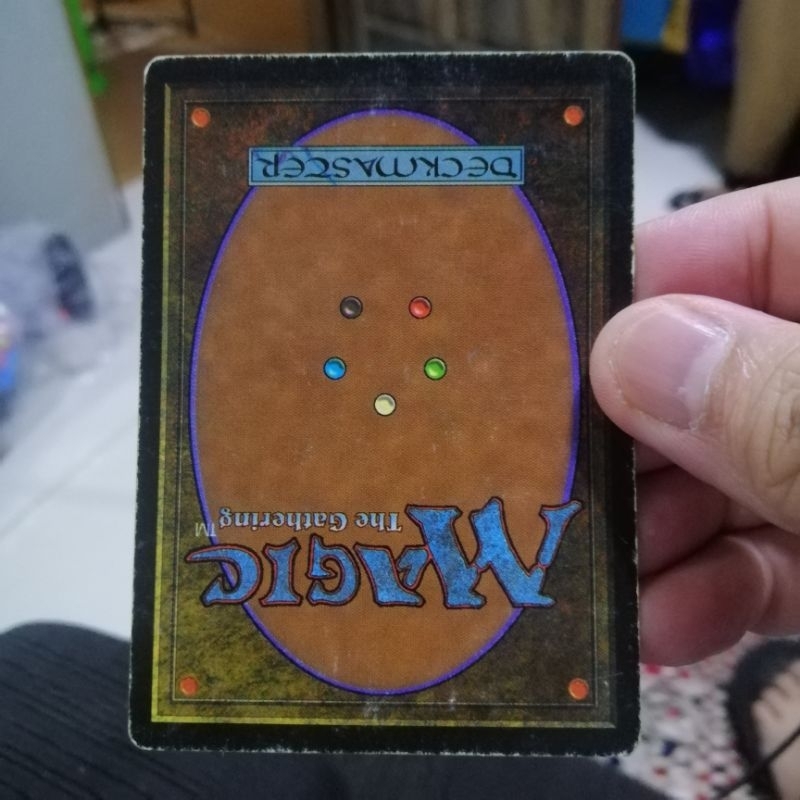 MAGIC
The Gathering
TM
DECKMASTER